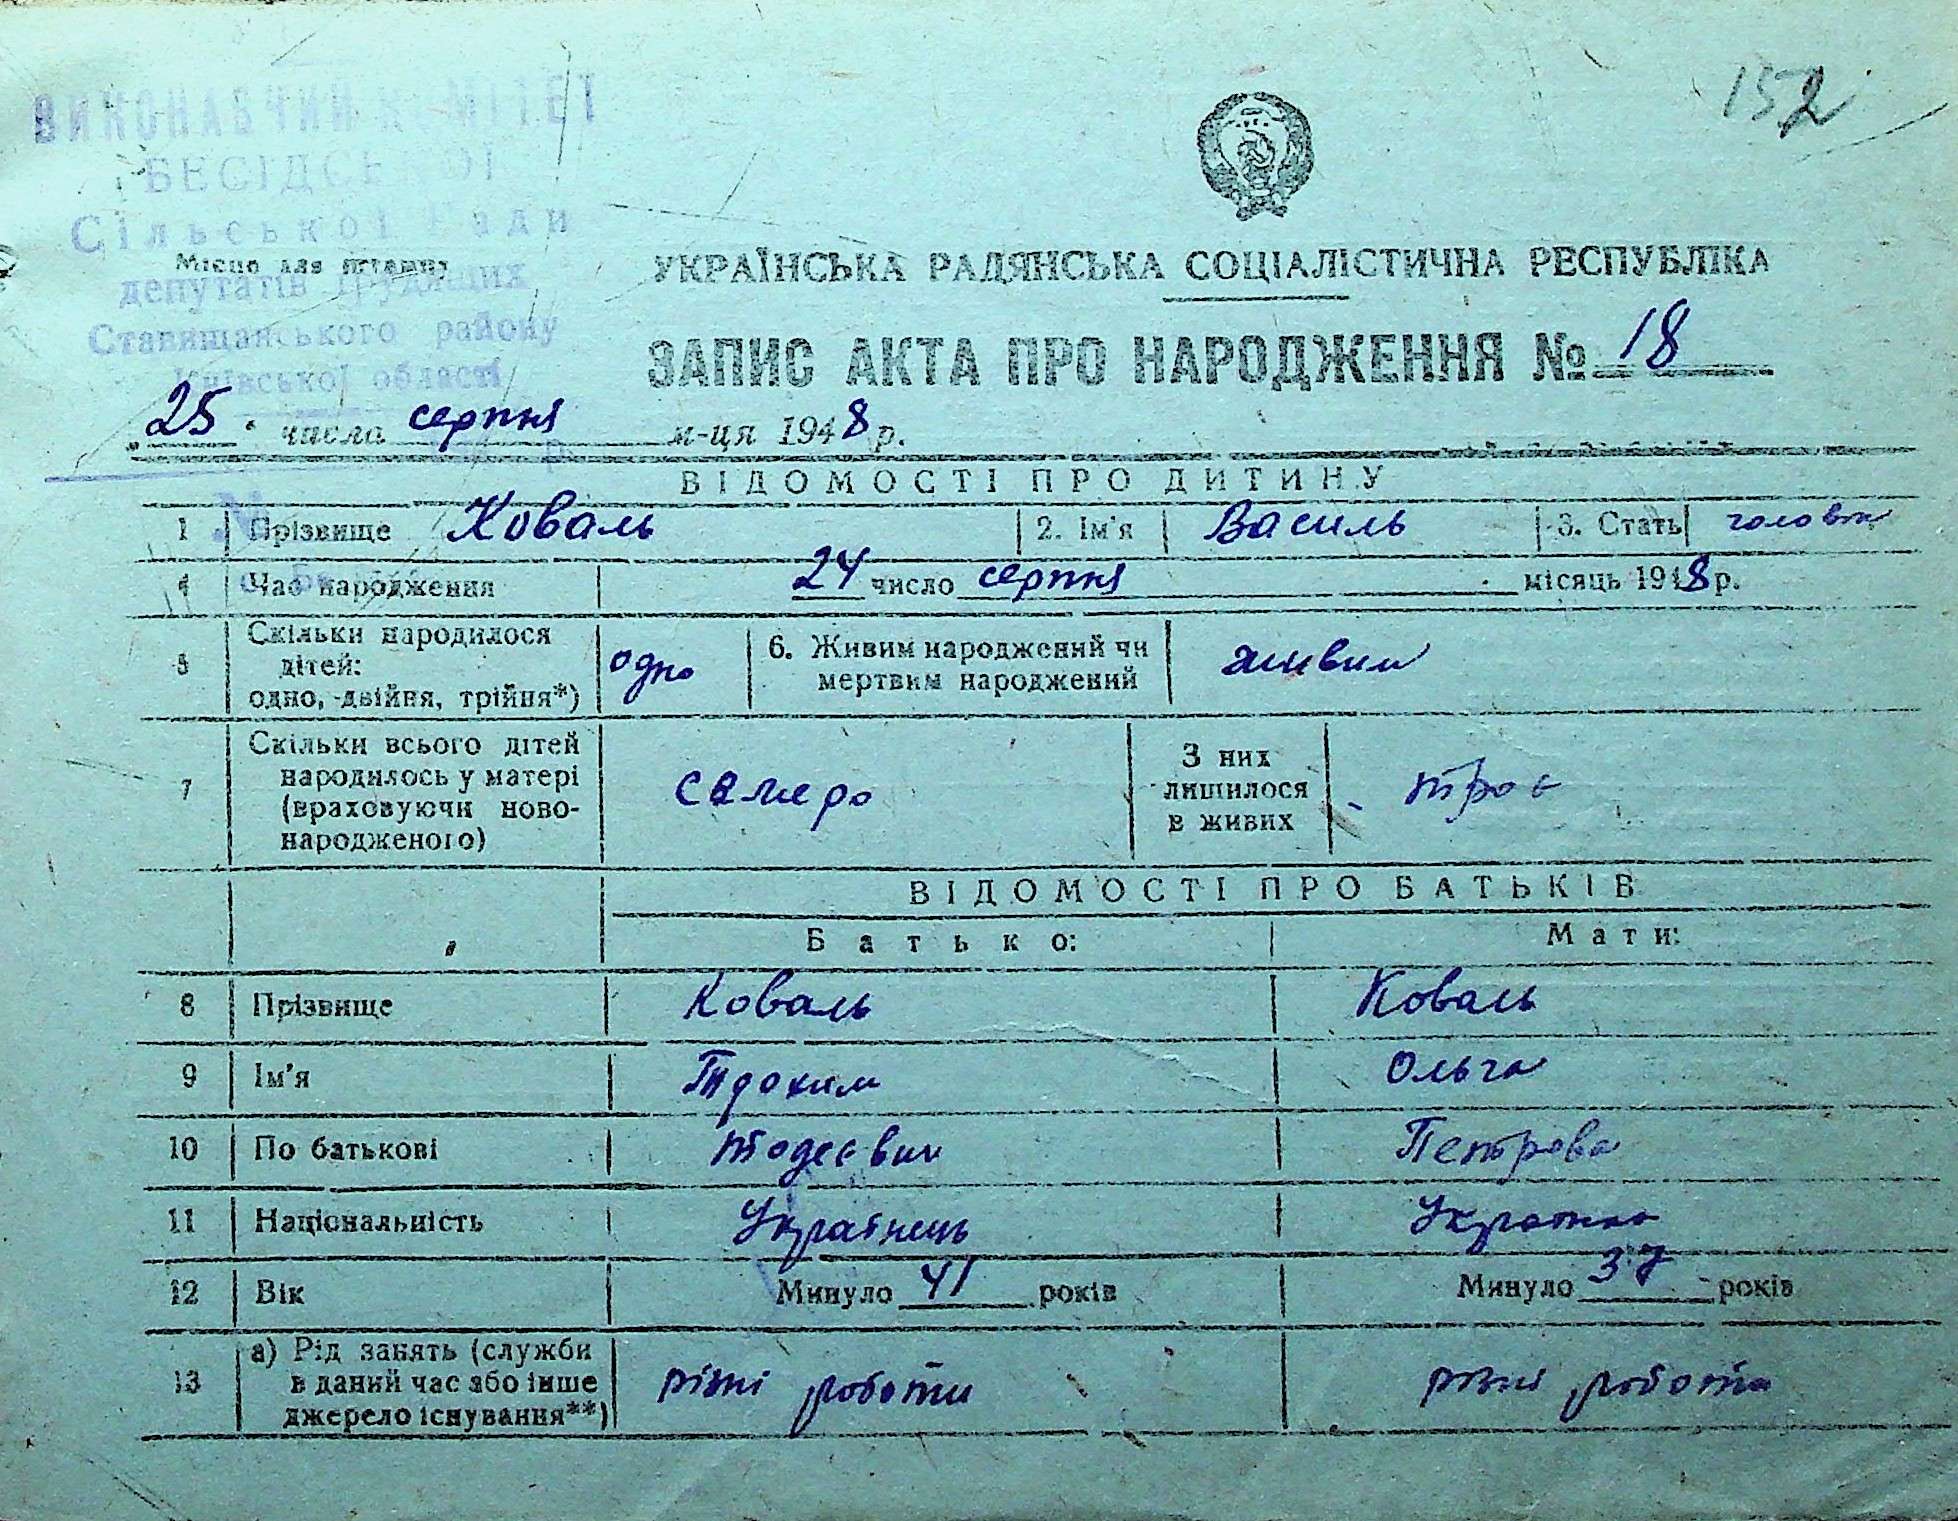 152
ВИКОНАВЧИЙ КОМІТЕТ
БЕСІДСЬКОЇ
Сільської Ради
Місце для штампу
депутатів трудящих
Ставищанського району
Київської області
УКРАЇНСЬКА РАДЯНСЬКА СОЦІАЛІСТИЧНА РЕСПУБЛІКА
ЗАПИС АКТА ПРО НАРОДЖЕННЯ № 18
„25" числа серпня м-ця 1948 р.
ВІДОМОСТІ ПРО ДИТИНУ
1 Прізвище Коваль 2. Ім'я Василь 3. Стать
4 Час народження 24 число серпня місяць 1948 р.
5 Скільки народилося
дітей:
одно, двійня, трійня*) одно 6. Живим народжений чи
мертвим народжений живим
7 Скільки всього дітей
народилось у матері
(враховуючи ново-
народженого) семеро З них
лишилося
в живих троє
ВІДОМОСТІ ПРО БАТЬКІВ
Батько: Мати:
8 Прізвище Коваль Коваль
9 Ім'я Ольга
10 По батькові Петрова
11 Національність Українець Українка
12 Вік Минуло 41 років Минуло 37 років
13 а) Рід занять (служби
в даний час або інше
джерело існування**) різні роботи різні роботи